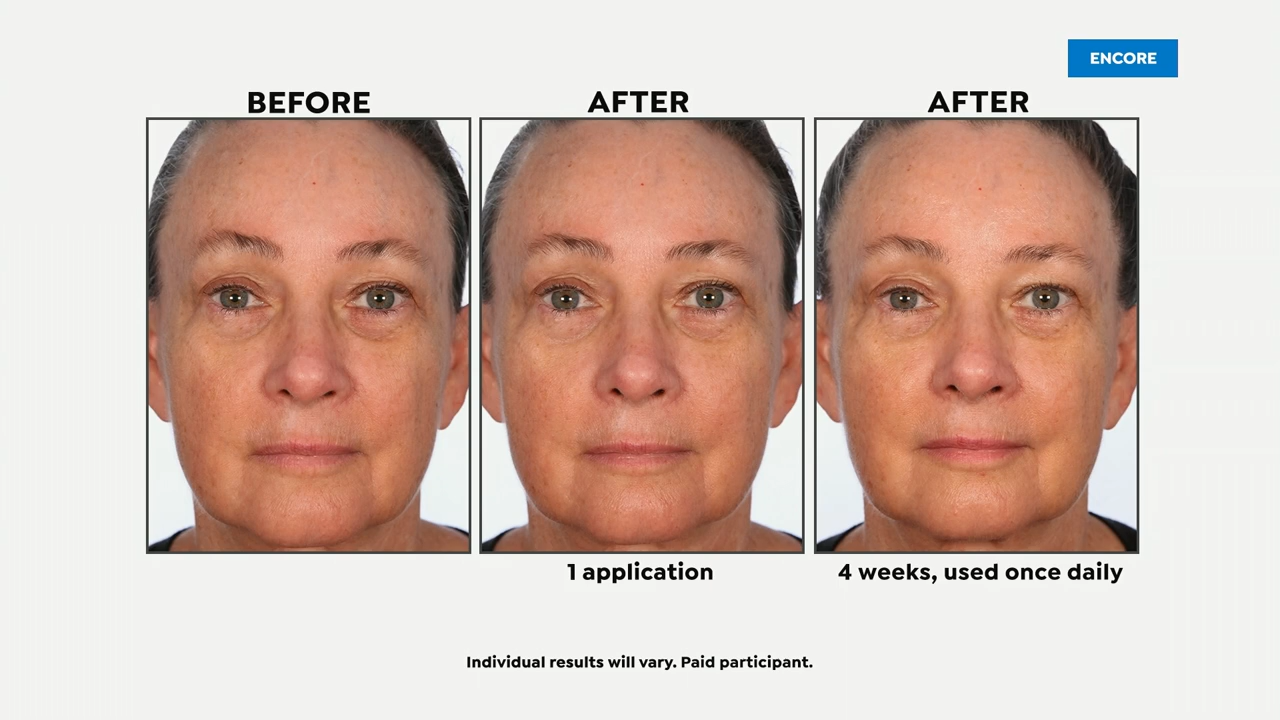 ENCORE
BEFORE
AFTER
AFTER
1 application
4 weeks, used once daily
Individual results will vary. Paid participant.